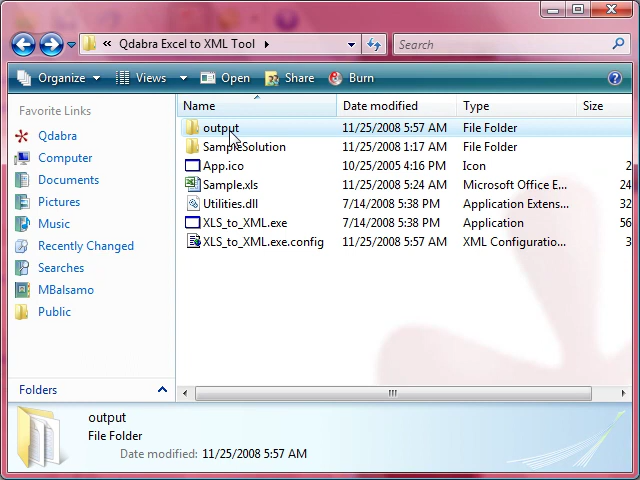 « Qdabra Excel to XML Tool
Search
Organize Views Open Share Burn
Favorite Links
Qdabra
Computer
Documents
Pictures
Music
Recently Changed
Searches
MBalsamo
Public
Folders
Name Date modified Type Size
output 11/25/2008 5:57 AM File Folder
SampleSolution 11/25/2008 1:17 AM File Folder
App.ico 10/25/2005 4:16 PM Icon 2
Sample.xls 11/25/2008 5:24 AM Microsoft Office E... 24
Utilities.dll 7/14/2008 5:38 PM Application Extens... 32
XLS_to_XML.exe 7/14/2008 5:38 PM Application 56
XLS_to_XML.exe.config 11/25/2008 5:57 AM XML Configuratio... 3
output
File Folder
Date modified: 11/25/2008 5:57 AM